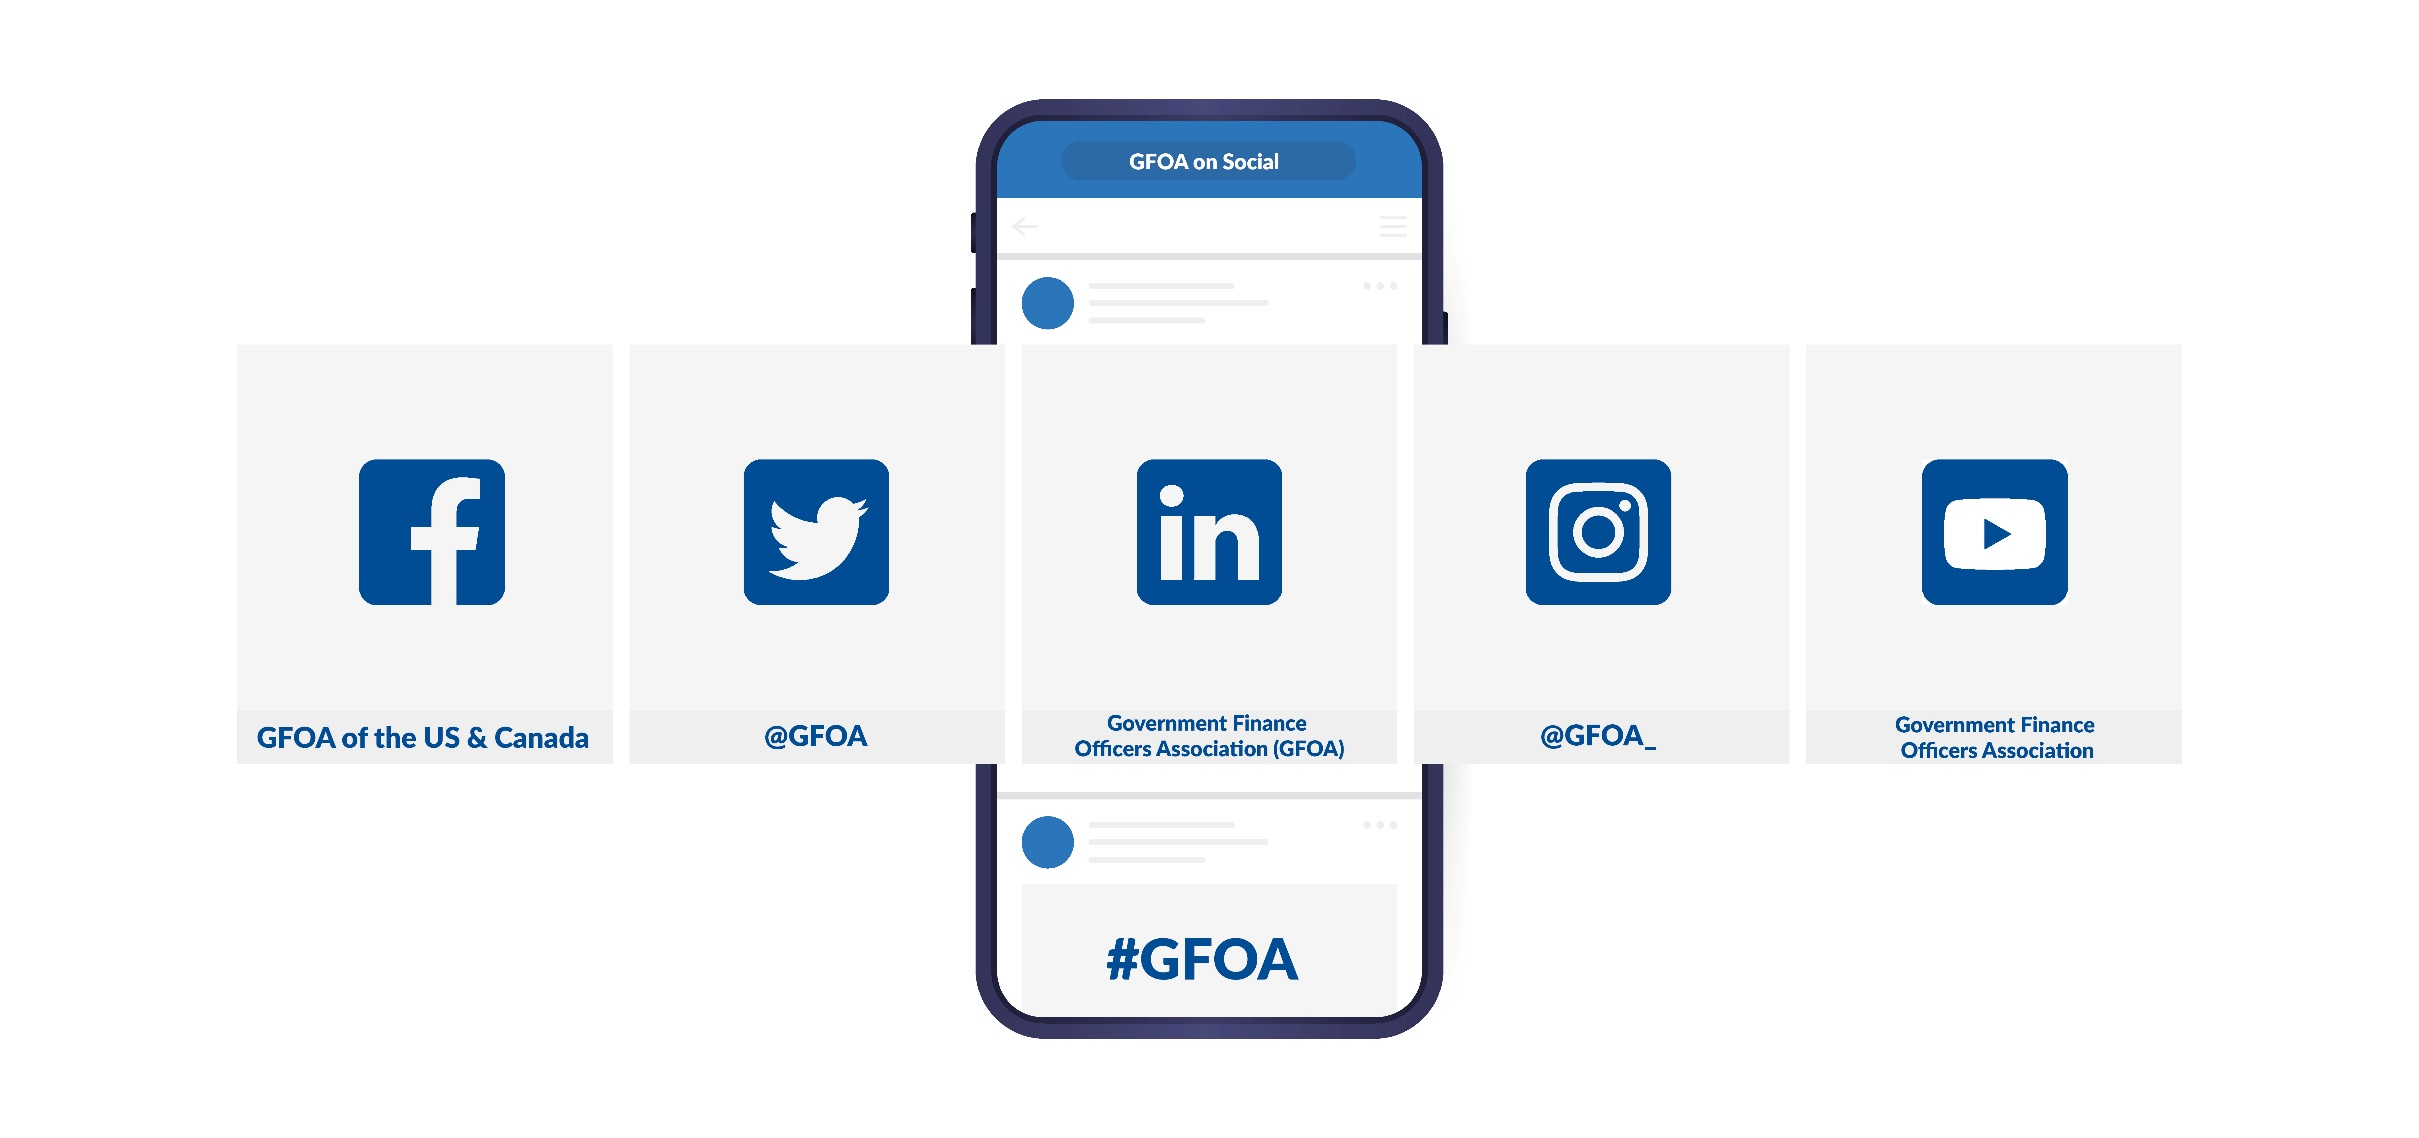 GFOA on Social
GFOA of the US & Canada
@GFOA
Government Finance
Officers Association (GFOA)
@GFOA_
Government Finance
Officers Association
#GFOA